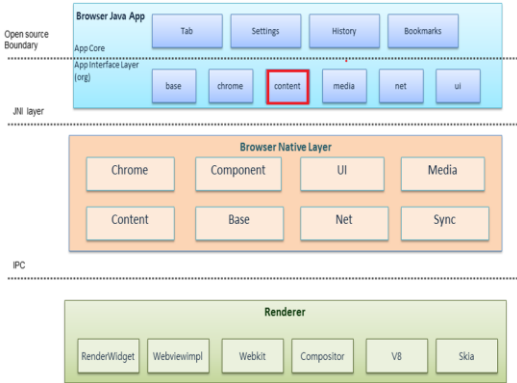 Browser Java App
Open source
Boundary
Tab Settings History Bookmarks
App Core
App Interface Layer
(org)
base chrome content media net ui
JNI layer
Browser Native Layer
Chrome Component UI Media
Content Base Net Sync
IPC
Renderer
RenderWidget Webviewimpl Webkit Compositor V8 Skia